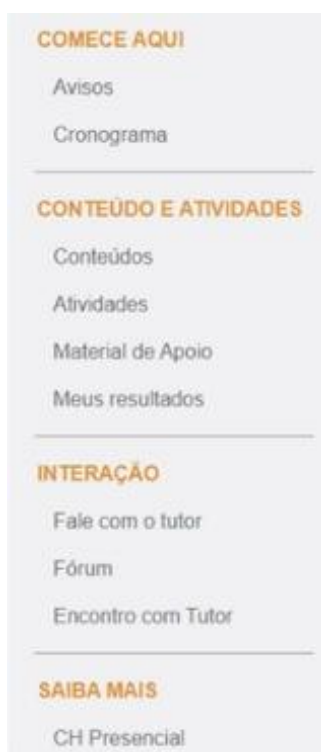 COMECE AQUI
Avisos
Cronograma
CONTEÚDO E ATIVIDADES
Conteúdos
Atividades
Material de Apoio
Meus resultados
INTERAÇÃO
Fale com o tutor
Fórum
Encontro com Tutor
SAIBA MAIS
CH Presencial